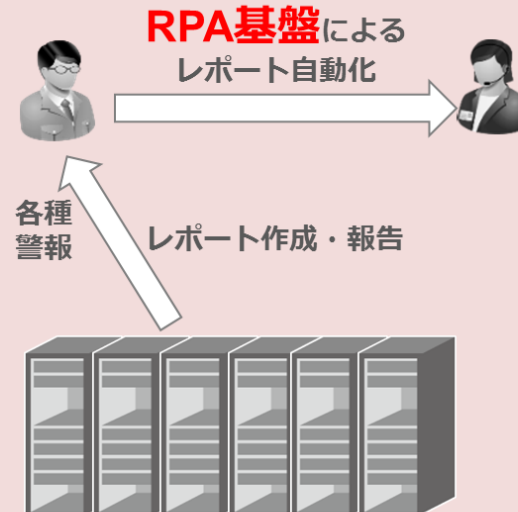 RPA基盤による
レポート自動化
各種
警報
レポート作成・報告